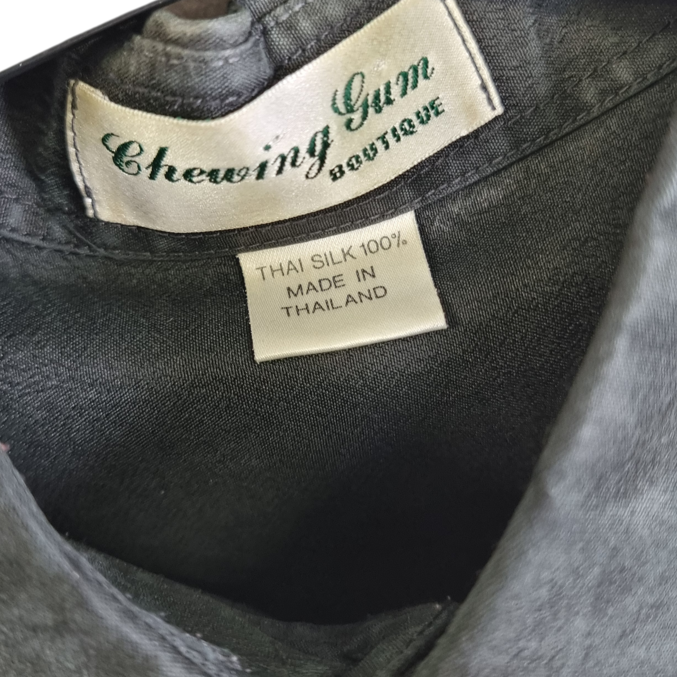 Chewing Gum
BOUTIQUE
THAI SILK 100%
MADE IN
THAILAND